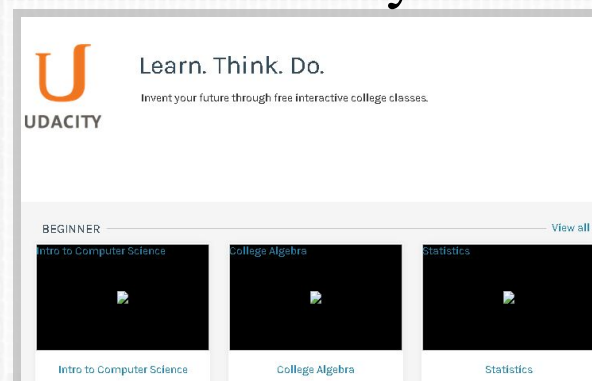 Learn. Think. Do.
Invent your future through free interactive college classes.
U
UDACITY
BEGINNER
View all
Intro to Computer Science
College Algebra
Statistics
Intro to Computer Science
College Algebra
Statistics